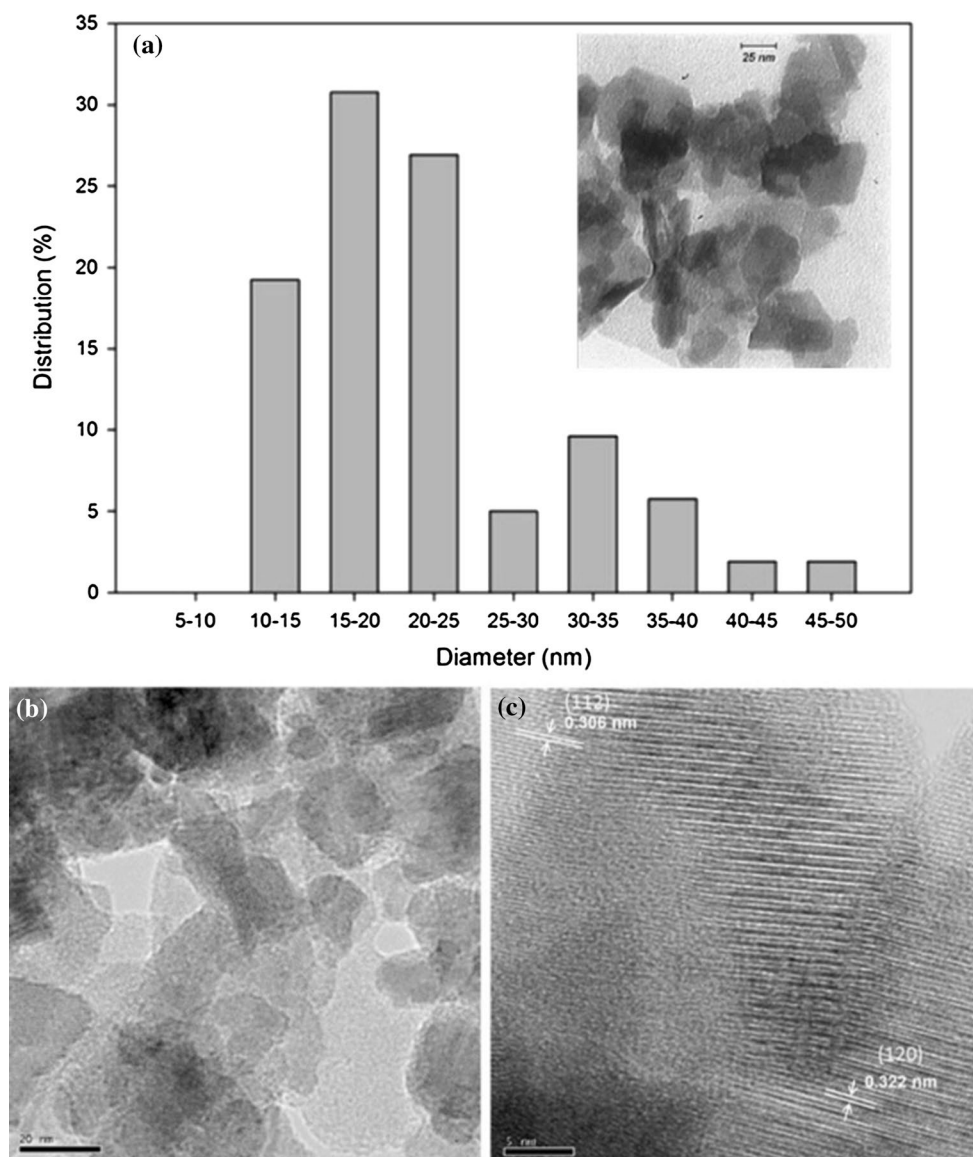 (a)
35
30
25
20
15
10
5
0
Distribution (%)
25 nm
5-10 10-15 15-20 20-25 25-30 30-35 35-40 40-45 45-50
Diameter (nm)
(b)
20 nm
(c)
(112)
0.306 nm
(120)
0.322 nm
5 nm